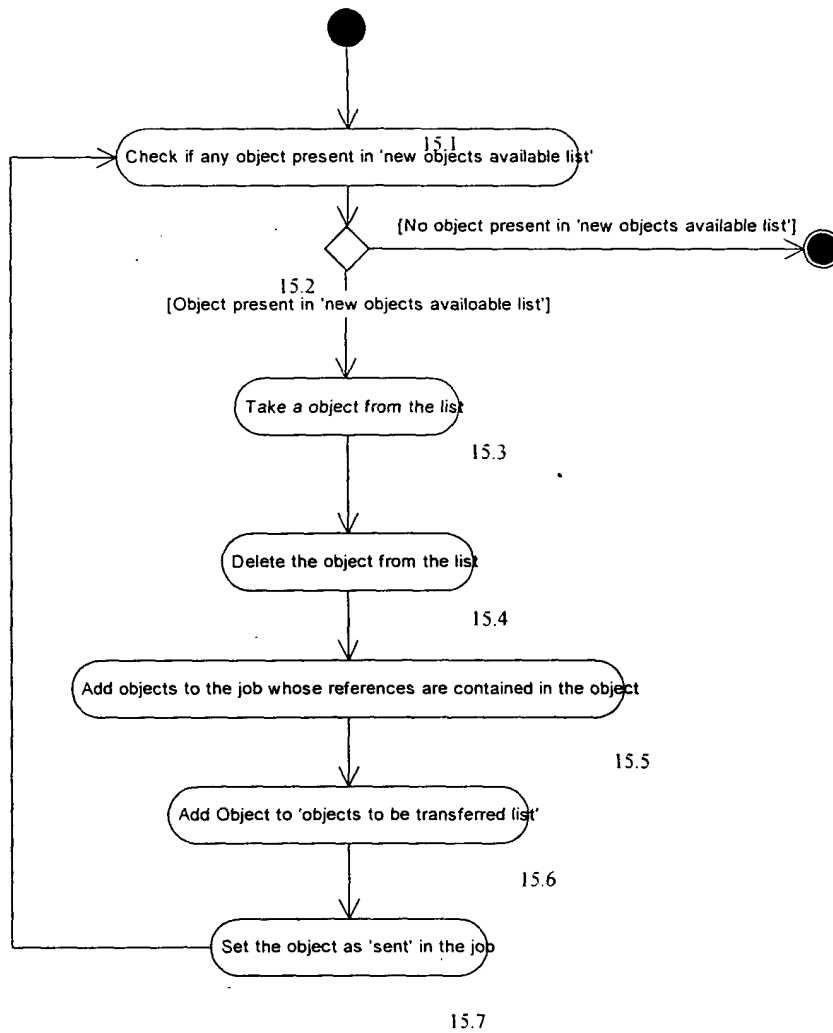 15.1
Check if any object present in 'new objects available list'
[No object present in 'new objects available list']
15.2
[Object present in 'new objects availoable list']
Take a object from the list
15.3
Delete the object from the list
15.4
Add objects to the job whose references are contained in the object
15.5
Add Object to 'objects to be transferred list'
15.6
Set the object as 'sent' in the job
15.7